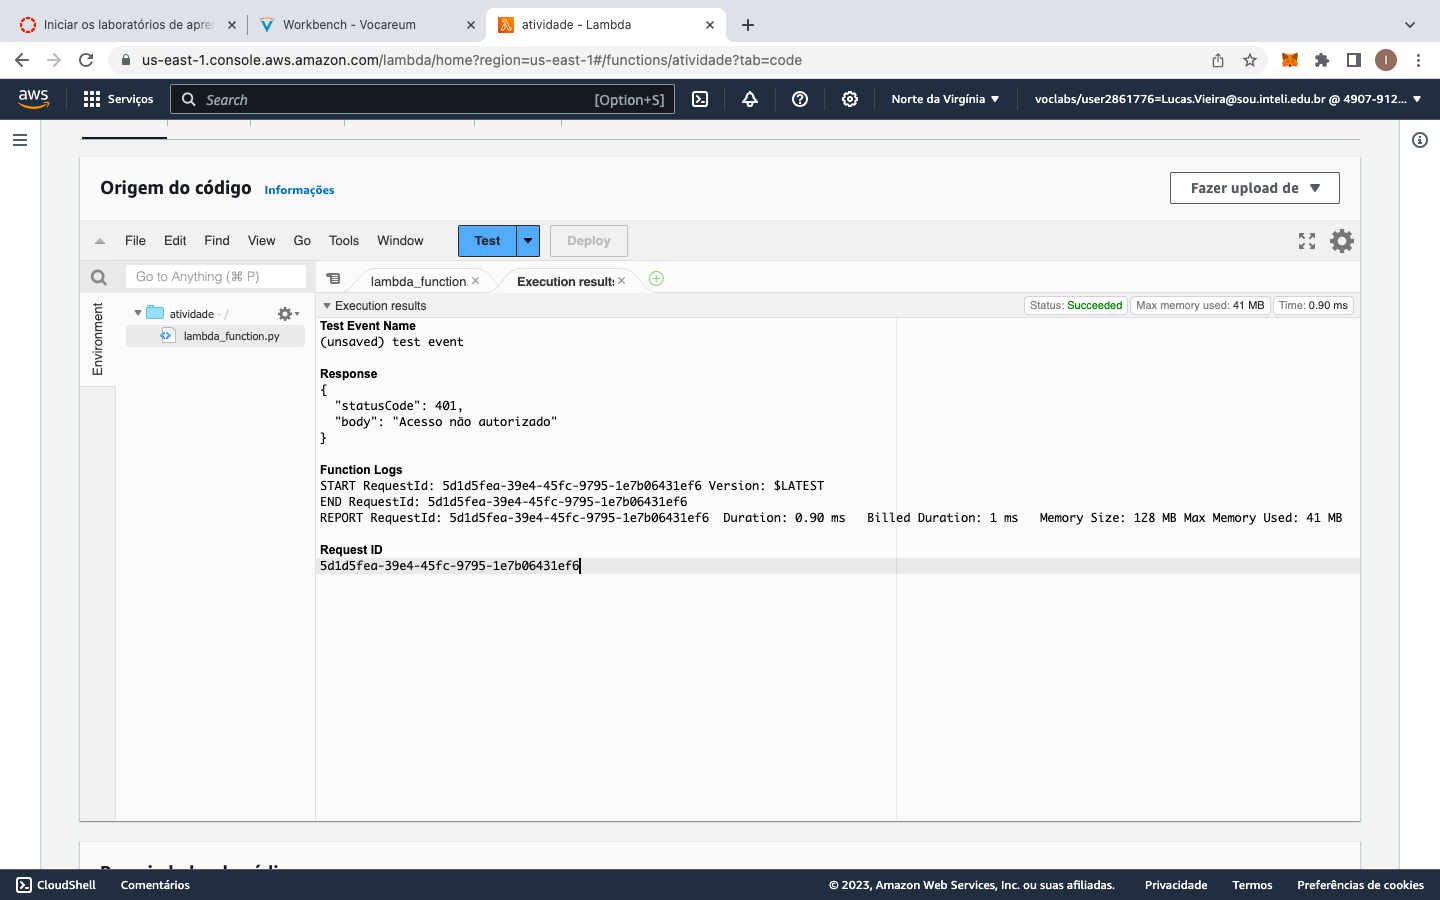 Iniciar os laboratórios de apre
Workbench - Vocareum
atividade - Lambda
us-east-1.console.aws.amazon.com/lambda/home?region=us-east-1#/functions/atividade?tab=code
I
aws
Serviços
Search
[Option+S]
Norte da Virgínia
voclabs/user2861776=Lucas.Vieira@sou.inteli.edu.br @ 4907-912...
Origem do código
Informações
Fazer upload de
File Edit Find View Go Tools Window
Test
Deploy
Go to Anything (⌘ P)
lambda_function.
Execution results
Environment
atividade - /
lambda_function.py
Execution results
Status: Succeeded
Max memory used: 41 MB
Time: 0.90 ms
Test Event Name
(unsaved) test event
Response
{
"statusCode": 401,
"body": "Acesso não autorizado"
}
Function Logs
START RequestId: 5d1d5fea-39e4-45fc-9795-1e7b06431ef6 Version: $LATEST
END RequestId: 5d1d5fea-39e4-45fc-9795-1e7b06431ef6
REPORT RequestId: 5d1d5fea-39e4-45fc-9795-1e7b06431ef6 Duration: 0.90 ms Billed Duration: 1 ms Memory Size: 128 MB Max Memory Used: 41 MB
Request ID
5d1d5fea-39e4-45fc-9795-1e7b06431ef6
CloudShell
Comentários
© 2023, Amazon Web Services, Inc. ou suas afiliadas.
Privacidade
Termos
Preferências de cookies